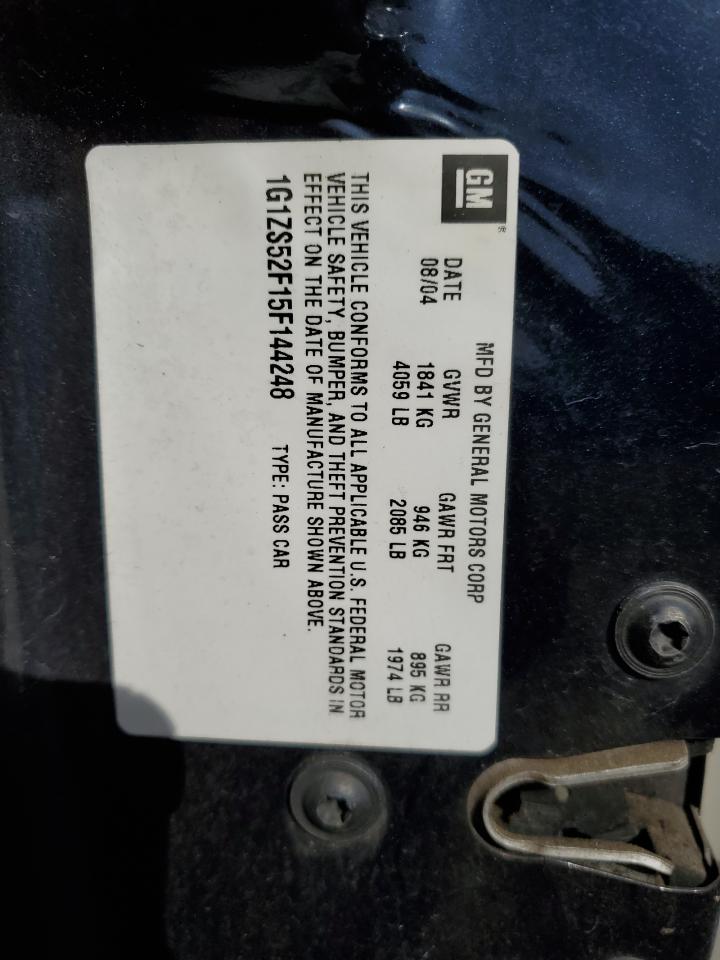 GM®
MFD BY GENERAL MOTORS CORP
DATE GVWR GAWR FRT GAWR RR
08/04 1841 KG 946 KG 895 KG
4059 LB 2085 LB 1974 LB
THIS VEHICLE CONFORMS TO ALL APPLICABLE U.S. FEDERAL MOTOR
VEHICLE SAFETY, BUMPER, AND THEFT PREVENTION STANDARDS IN
EFFECT ON THE DATE OF MANUFACTURE SHOWN ABOVE.
1G1ZS52F15F144248 TYPE: PASS CAR